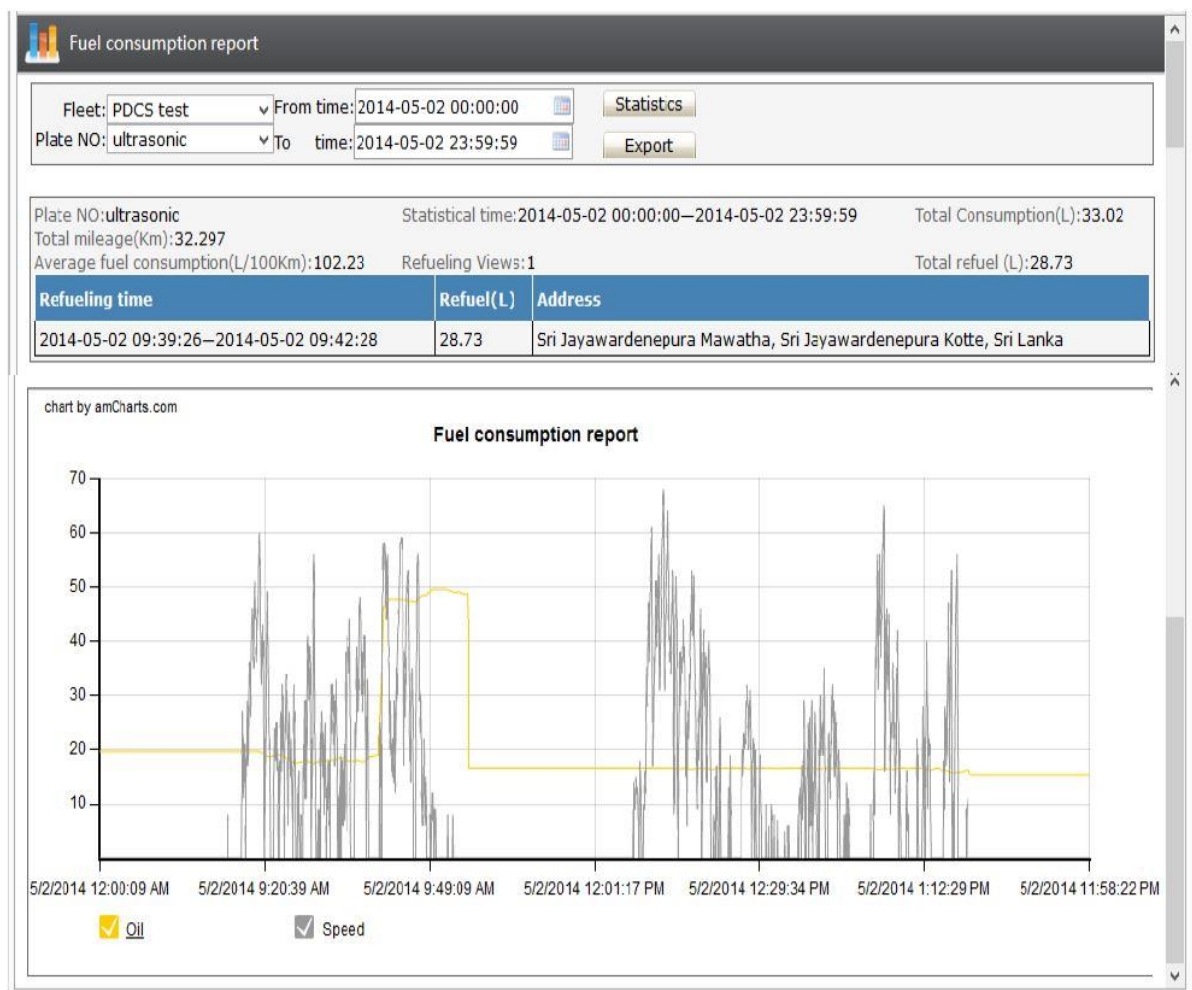 Fuel consumption report
Fleet: PDCS test From time: 2014-05-02 00:00:00 Statistics
Plate NO: ultrasonic To time: 2014-05-02 23:59:59 Export
Plate NO:ultrasonic Statistical time:2014-05-02 00:00:00—2014-05-02 23:59:59 Total Consumption(L):33.02
Total mileage(Km):32.297
Average fuel consumption(L/100Km):102.23 Refueling Views:1 Total refuel (L):28.73
Refueling time Refuel(L) Address
2014-05-02 09:39:26—2014-05-02 09:42:28 28.73 Sri Jayawardenepura Mawatha, Sri Jayawardenepura Kotte, Sri Lanka
chart by amCharts.com
Fuel consumption report
70
60
50
40
30
20
10
5/2/2014 12:00:09 AM 5/2/2014 9:20:39 AM 5/2/2014 9:49:09 AM 5/2/2014 12:01:17 PM 5/2/2014 12:29:34 PM 5/2/2014 1:12:29 PM 5/2/2014 11:58:22 PM
Oil Speed